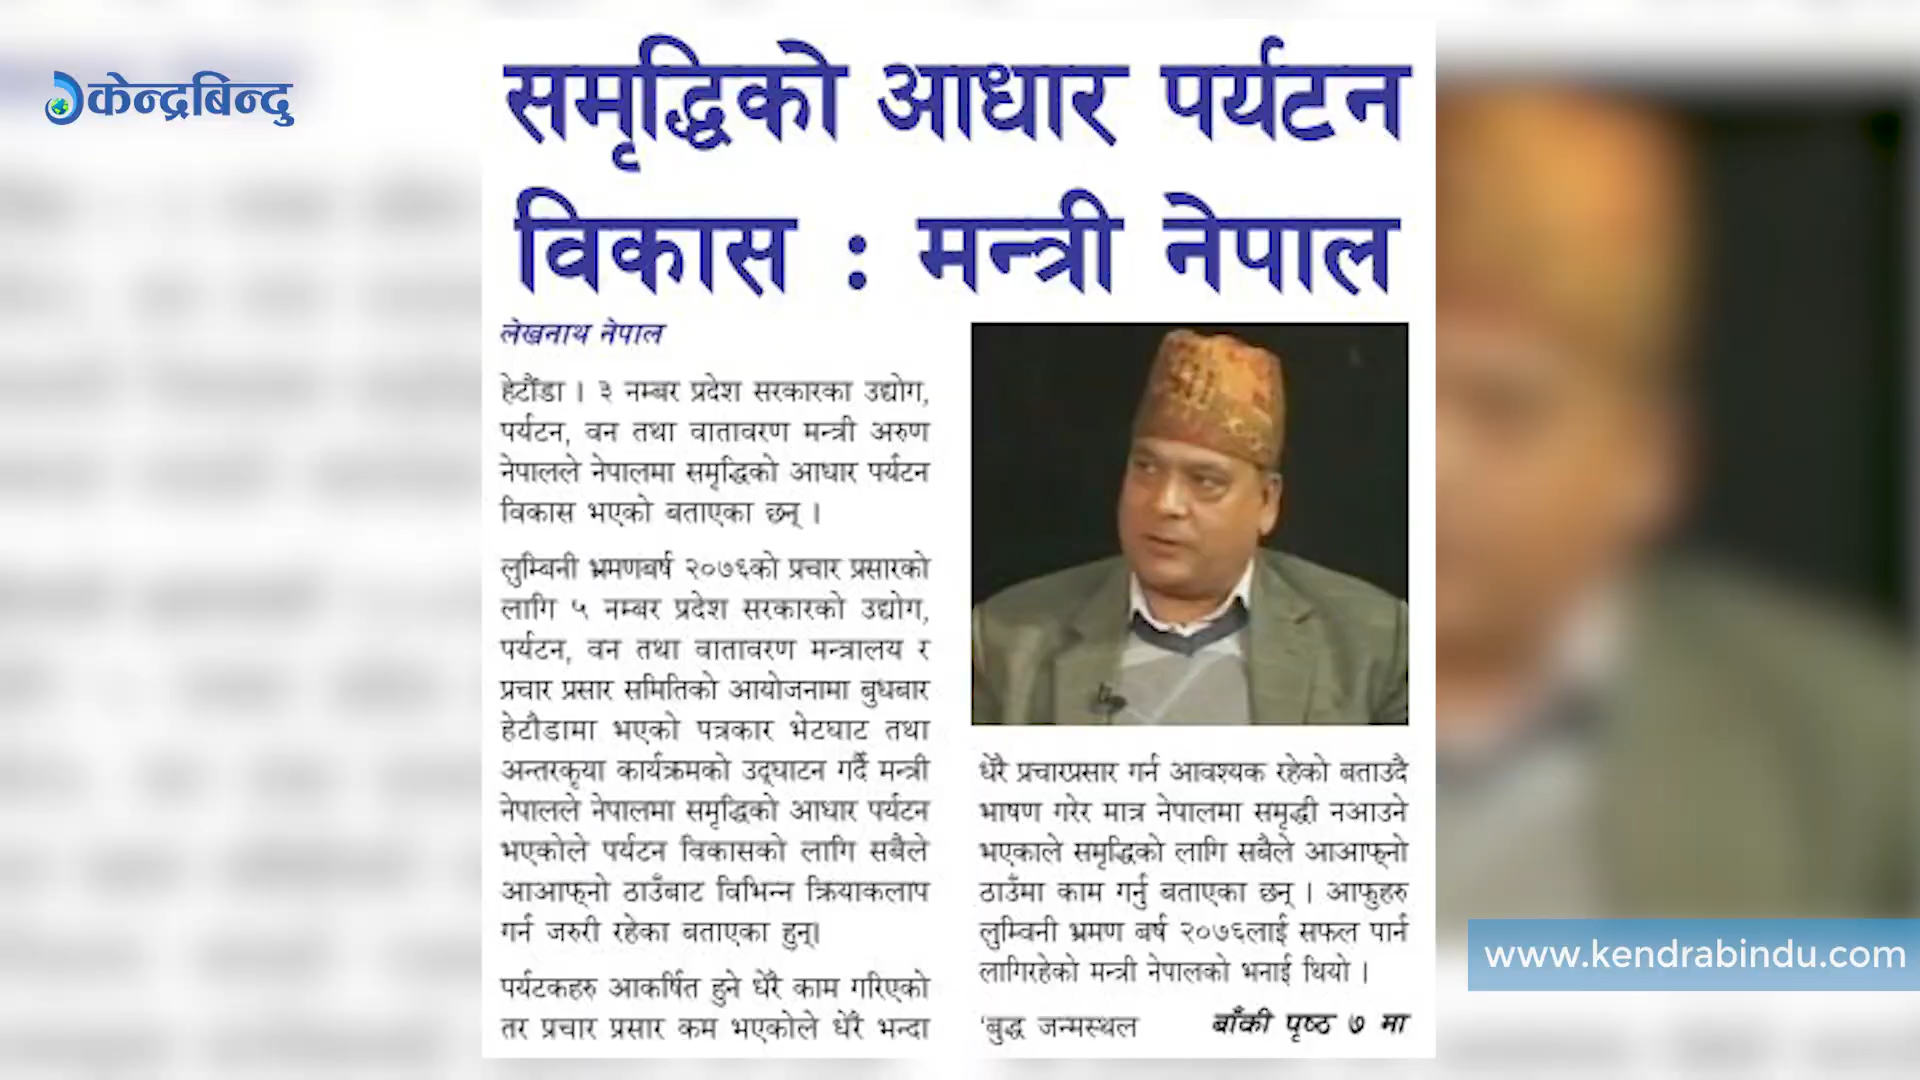 केन्द्रबिन्दु
समृद्धिको आधार पर्यटन
विकास : मन्त्री नेपाल
लेखनाथ नेपाल
हेटौंडा । ३ नम्बर प्रदेश सरकारका उद्योग,
पर्यटन, वन तथा वातावरण मन्त्री अरुण
नेपालले नेपालमा समृद्धिको आधार पर्यटन
विकास भएको बताएका छन् ।
लुम्बिनी भ्रमणबर्ष २०७६को प्रचार प्रसारको
लागि ५ नम्बर प्रदेश सरकारको उद्योग,
पर्यटन, वन तथा वातावरण मन्त्रालय र
प्रचार प्रसार समितिको आयोजनामा बुधबार
हेटौडामा भएको पत्रकार भेटघाट तथा
अन्तरकृया कार्यक्रमको उद्घाटन गर्दै मन्त्री
नेपालले नेपालमा समृद्धिको आधार पर्यटन
भएकोले पर्यटन विकासको लागि सबैले
आआफ्नो ठाउँबाट विभिन्न क्रियाकलाप
गर्न जरुरी रहेका बताएका हुन्।
पर्यटकहरु आकर्षित हुने धेरै काम गरिएको
तर प्रचार प्रसार कम भएकोले धेरै भन्दा
धेरै प्रचारप्रसार गर्न आवश्यक रहेको बताउदै
भाषण गरेर मात्र नेपालमा समृद्धी नआउने
भएकाले समृद्धिको लागि सबैले आआफ्नो
ठाउँमा काम गर्नु बताएका छन् । आफुहरु
लुम्विनी भ्रमण बर्ष २०७६लाई सफल पार्न
लागिरहेको मन्त्री नेपालको भनाई थियो ।
'बुद्ध जन्मस्थल बाँकी पृष्ठ ७ मा
www.kendrabindu.com